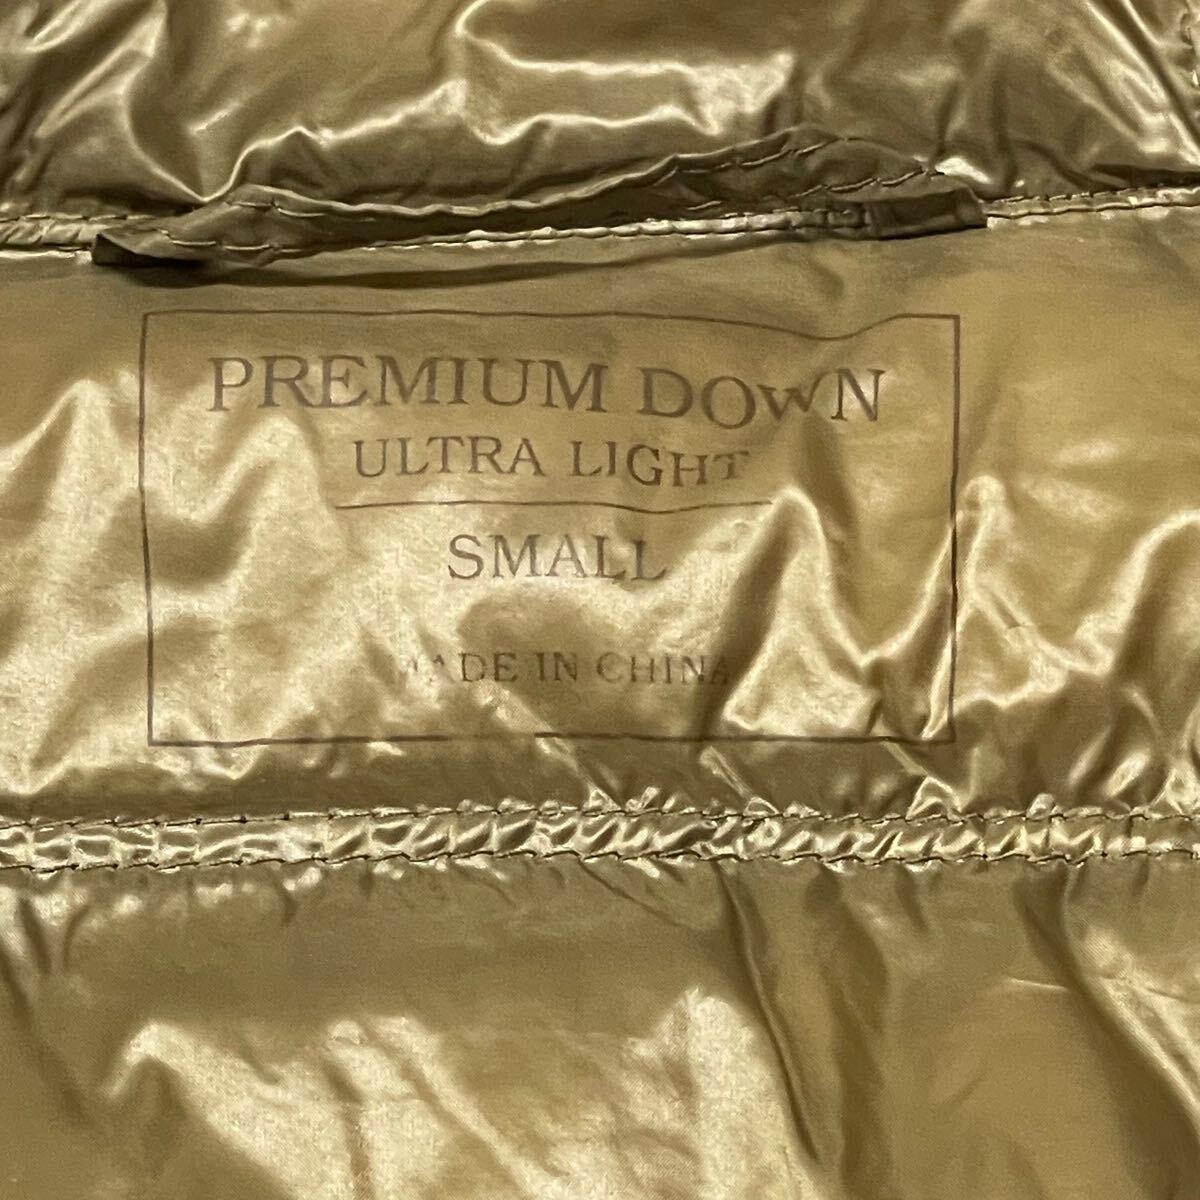 PREMIUM DOWN
ULTRA LIGHT
SMALL
MADE IN CHINA